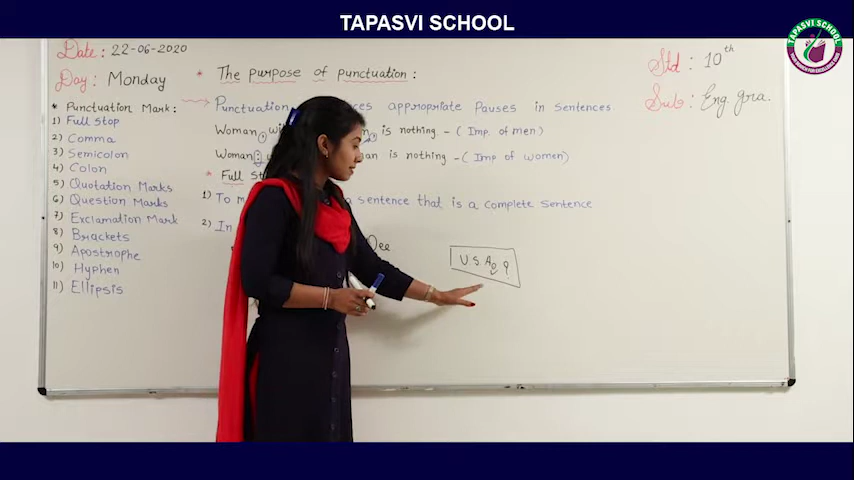 TAPASVI SCHOOL
TAPASVI SCHOOL
Date: 22-06-2020
Day: Monday
Std : 10th
Sub: Eng. gra.
* Punctuation Mark:
1) Full stop
2) Comma
3) Semicolon
4) Colon
5) Quotation Marks
6) Question Marks
7) Exclamation Mark
8) Brackets
9) Apostrophe
10) Hyphen
11) Ellipsis
* The purpose of punctuation :
Punctuation appropriate Pauses in Sentences.
Woman, is nothing - (Imp. of men)
Woman: is nothing - (Imp. of women)
* Full
1) To a sentence that is a Complete Sentence
2) In
Dee
U.S.A. ?